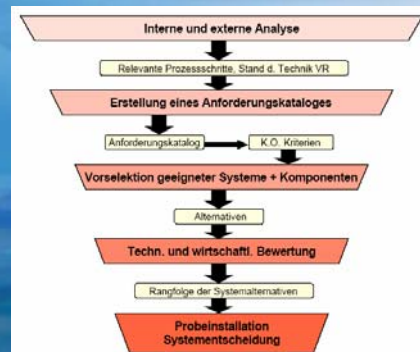 Interne und externe Analyse
Relevante Prozessschritte, Stand d. Technik VR
Erstellung eines Anforderungskataloges
Anforderungskatalog
K.O. Kriterien
Vorselektion geeigneter Systeme + Komponenten
Alternativen
Techn. und wirtschaftl. Bewertung
Rangfolge der Systemalternativen
Probeinstallation
Systementscheidung